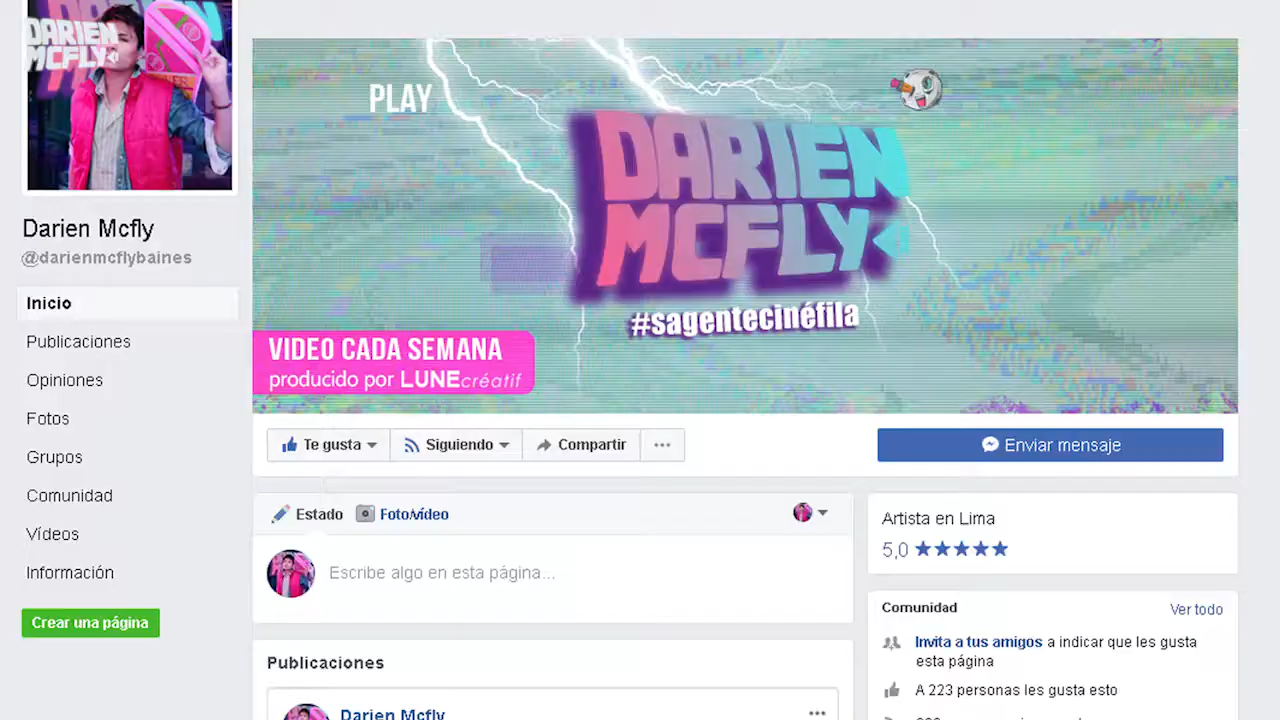 DARIEN
MCFLY
Darien Mcfly
@darienmcflybaines
Inicio
Publicaciones
Opiniones
Fotos
Grupos
Comunidad
Vídeos
Información
Crear una página
PLAY
DARIEN
MCFLY
#sagentecinéfila
VIDEO CADA SEMANA
producido por LUNEcréatif
Te gusta
Siguiendo
Compartir
Enviar mensaje
Estado
Foto/vídeo
Escribe algo en esta página...
Publicaciones
Darien Mcfly
Artista en Lima
5,0
Comunidad
Ver todo
Invita a tus amigos a indicar que les gusta
esta página
A 223 personas les gusta esto